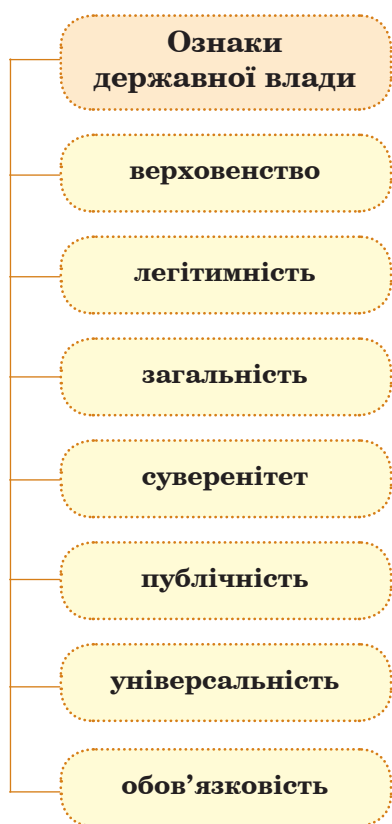 Ознаки
державної влади
верховенство
легітимність
загальність
суверенітет
публічність
універсальність
обов’язковість